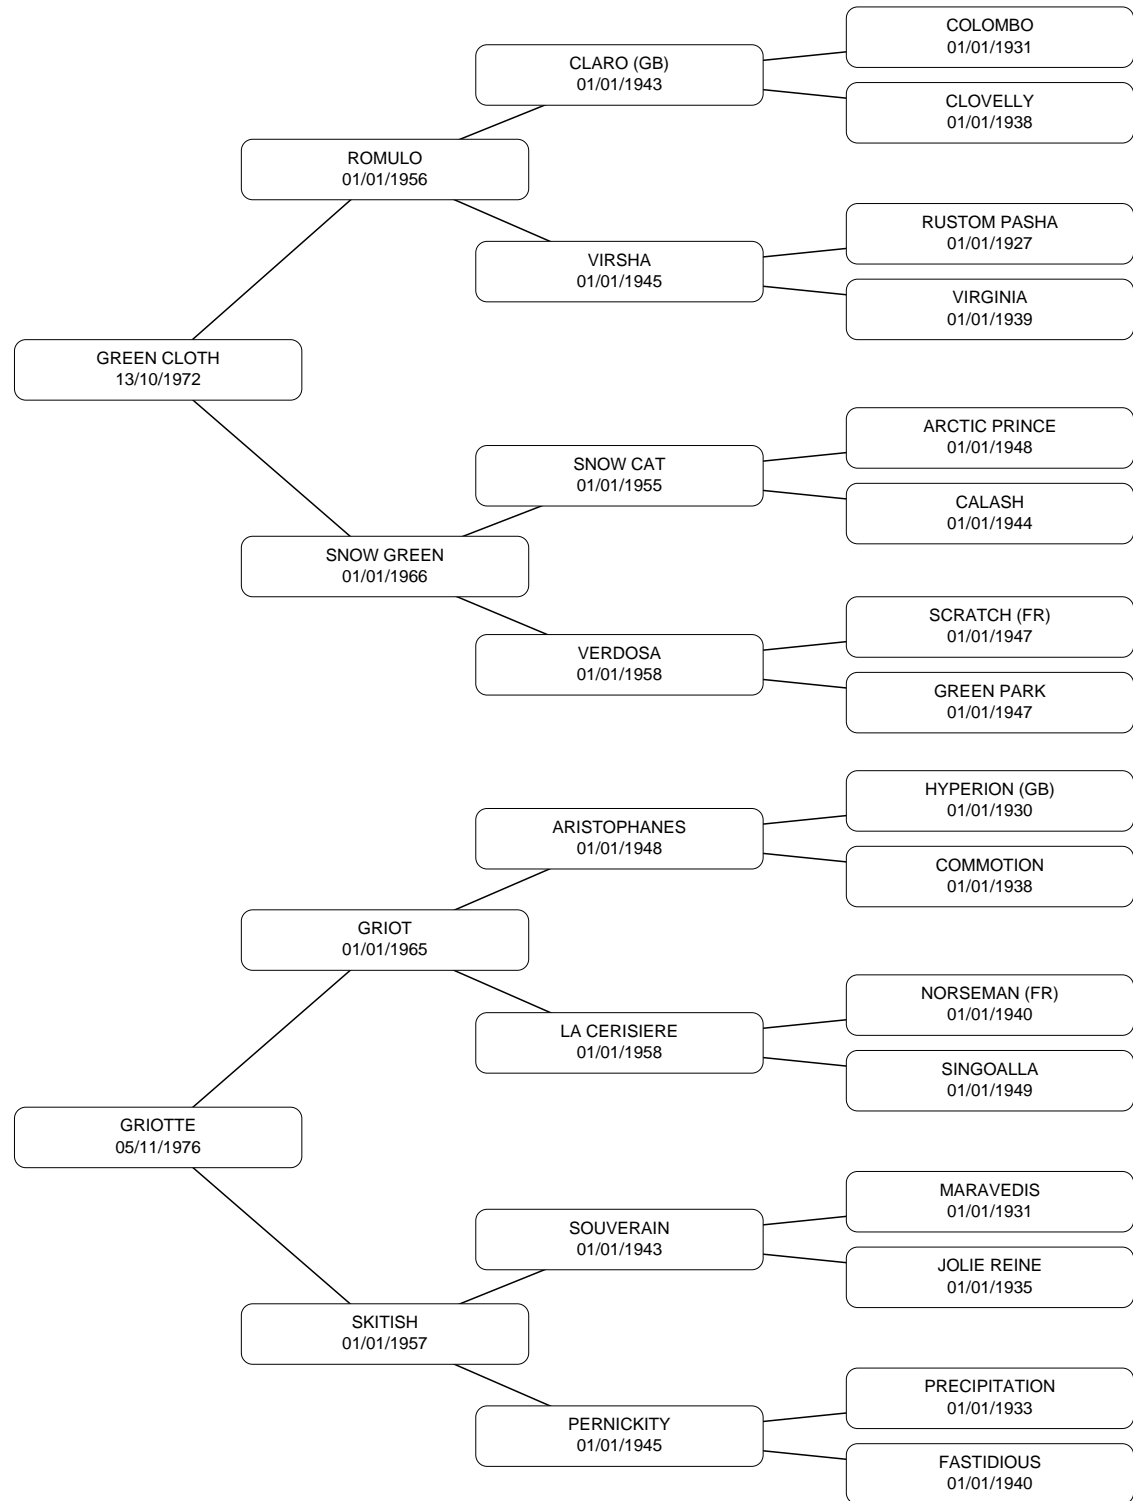 COLOMBO
01/01/1931
CLARO (GB)
01/01/1943
CLOVELLY
01/01/1938
ROMULO
01/01/1956
RUSTOM PASHA
01/01/1927
VIRSHA
01/01/1945
VIRGINIA
01/01/1939
GREEN CLOTH
13/10/1972
ARCTIC PRINCE
01/01/1948
SNOW CAT
01/01/1955
CALASH
01/01/1944
SNOW GREEN
01/01/1966
SCRATCH (FR)
01/01/1947
VERDOSA
01/01/1958
GREEN PARK
01/01/1947
HYPERION (GB)
01/01/1930
ARISTOPHANES
01/01/1948
COMMOTION
01/01/1938
GRIOT
01/01/1965
NORSEMAN (FR)
01/01/1940
LA CERISIERE
01/01/1958
SINGOALLA
01/01/1949
GRIOTTE
05/11/1976
MARAVEDIS
01/01/1931
SOUVERAIN
01/01/1943
JOLIE REINE
01/01/1935
SKITISH
01/01/1957
PRECIPITATION
01/01/1933
PERNICKITY
01/01/1945
FASTIDIOUS
01/01/1940